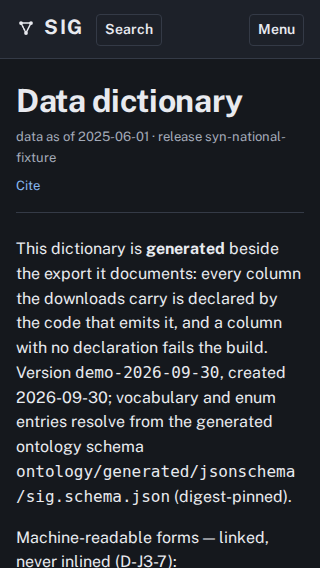 SIG
Search
Menu
Data dictionary
data as of 2025-06-01 · release syn-national-
fixture
Cite
This dictionary is generated beside
the export it documents: every column
the downloads carry is declared by
the code that emits it, and a column
with no declaration fails the build.
Version demo-2026-09-30, created
2026-09-30; vocabulary and enum
entries resolve from the generated
ontology schema
ontology/generated/jsonschema
/sig.schema.json (digest-pinned).
Machine-readable forms — linked,
never inlined (D-J3-7):